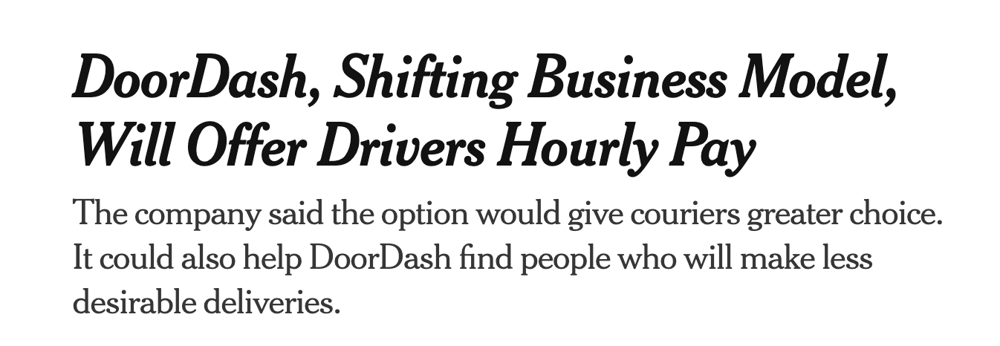 DoorDash, Shifting Business Model,
Will Offer Drivers Hourly Pay
The company said the option would give couriers greater choice.
It could also help DoorDash find people who will make less
desirable deliveries.